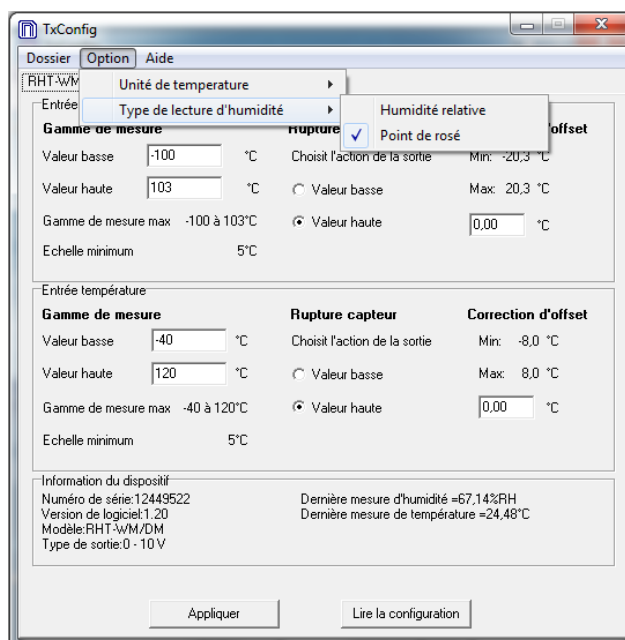 TxConfig
Dossier Option Aide
RHT-WM
Unité de temperature
Type de lecture d'humidité
Humidité relative
Point de rosé
Entrée
Gamme de mesure
Rupture
d'offset
Valeur basse -100 °C
Choisit l'action de la sortie
Min: -20,3 °C
Valeur haute 103 °C
Valeur basse
Max: 20,3 °C
Gamme de mesure max -100 à 103°C
Valeur haute
0,00 °C
Echelle minimum 5°C
Entrée température
Gamme de mesure
Rupture capteur
Correction d'offset
Valeur basse -40 °C
Choisit l'action de la sortie
Min: -8,0 °C
Valeur haute 120 °C
Valeur basse
Max: 8,0 °C
Gamme de mesure max -40 à 120°C
Valeur haute
0,00 °C
Echelle minimum 5°C
Information du dispositif
Numéro de série:12449522
Dernière mesure d'humidité =67,14%RH
Version de logiciel:1.20
Dernière mesure de température =24,48°C
Modèle:RHT-WM/DM
Type de sortie:0 - 10 V
Appliquer
Lire la configuration